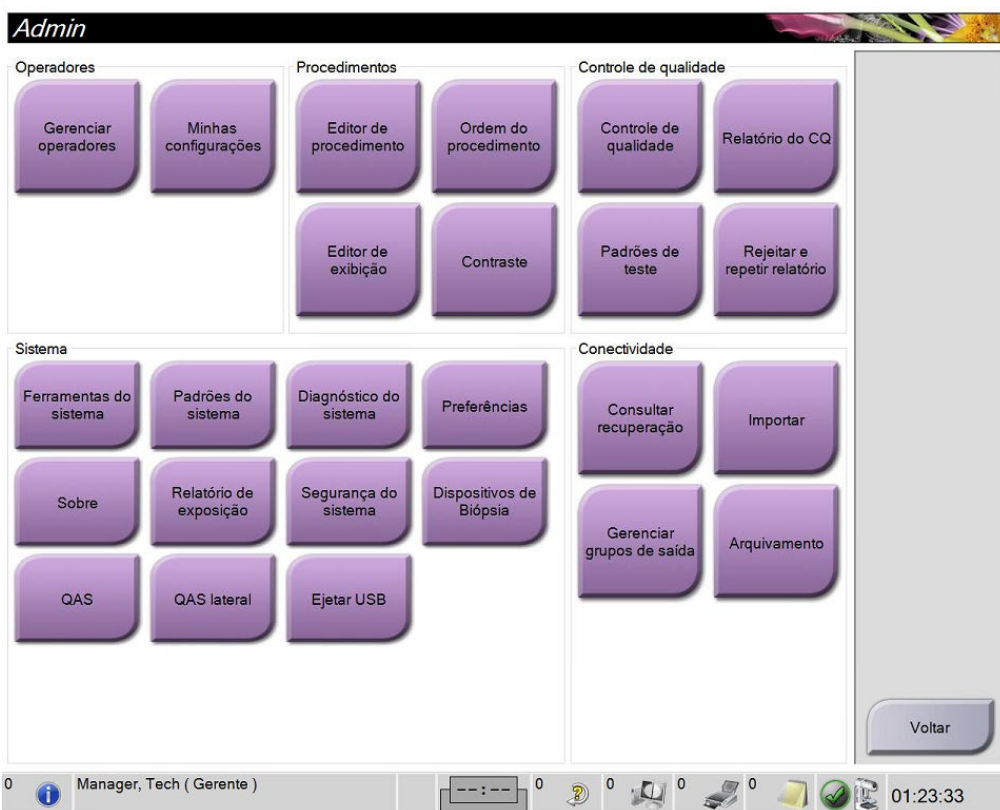 Admin
Operadores
Gerenciar
operadores
Minhas
configurações
Procedimentos
Editor de
procedimento
Ordem do
procedimento
Editor de
exibição
Contraste
Controle de qualidade
Controle de
qualidade
Relatório do CQ
Padrões de
teste
Rejeitar e
repetir relatório
Sistema
Ferramentas do
sistema
Padrões do
sistema
Diagnóstico do
sistema
Preferências
Sobre
Relatório de
exposição
Segurança do
sistema
Dispositivos de
Biópsia
QAS
QAS lateral
Ejetar USB
Conectividade
Consultar
recuperação
Importar
Gerenciar
grupos de saída
Arquivamento
Voltar
0
Manager, Tech ( Gerente )
--:--
0
0
0
0
01:23:33